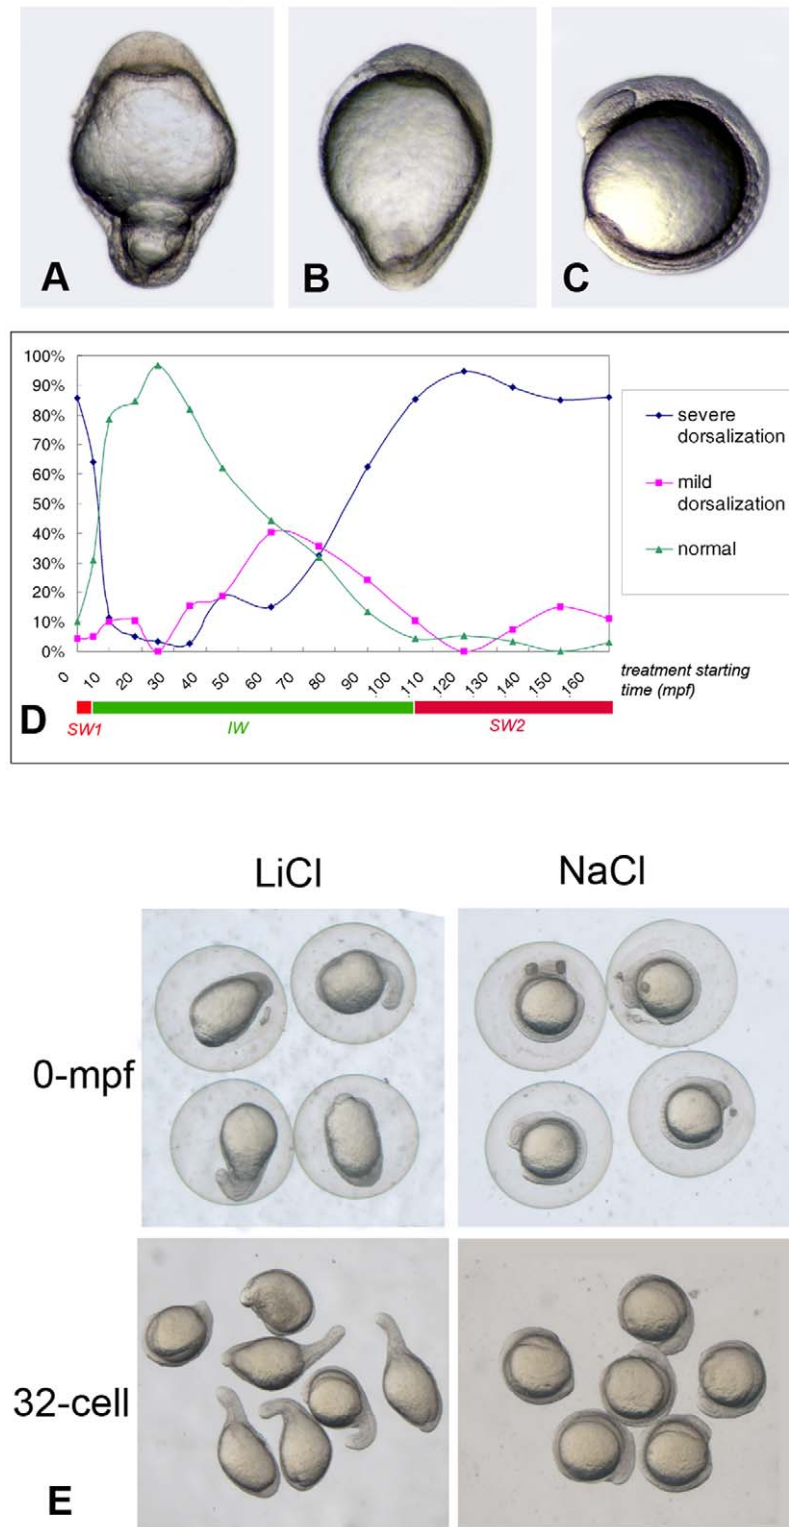 A
B
C
100%
90%
80%
70%
60%
50%
40%
30%
20%
10%
0%
severe
dorsalization
mild
dorsalization
normal
0
10
20
30
40
50
60
70
80
90
100
110
120
130
140
150
160
treatment starting
time (mpf)
D
SW1
IW
SW2
LiCl
NaCl
0-mpf
32-cell
E